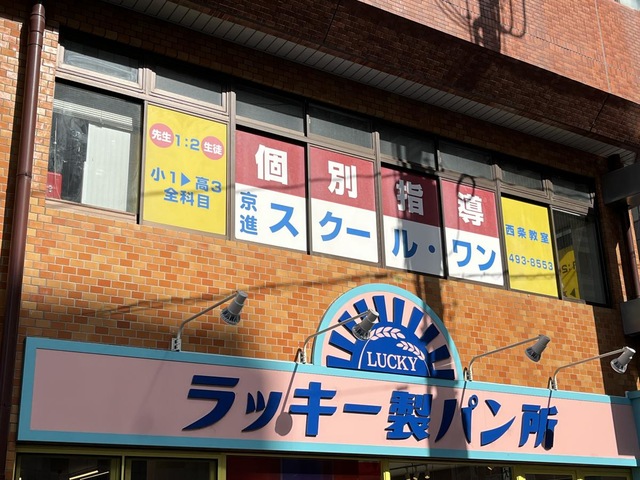 先生 1:2 生徒
小1▶高3
全科目
個別指導
京進スクール・ワン
西条教室
493-8553
LUCKY
ラッキー製パン所